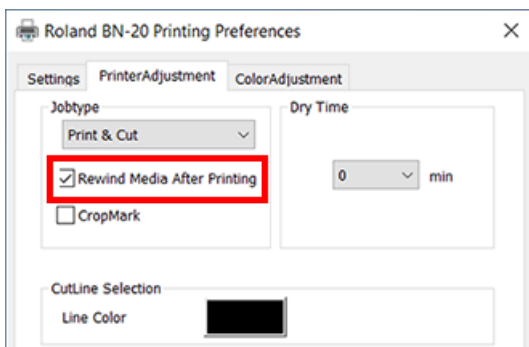 Roland BN-20 Printing Preferences
Settings PrinterAdjustment ColorAdjustment
Jobtype
Print & Cut
Rewind Media After Printing
CropMark
Dry Time
0 min
CutLine Selection
Line Color